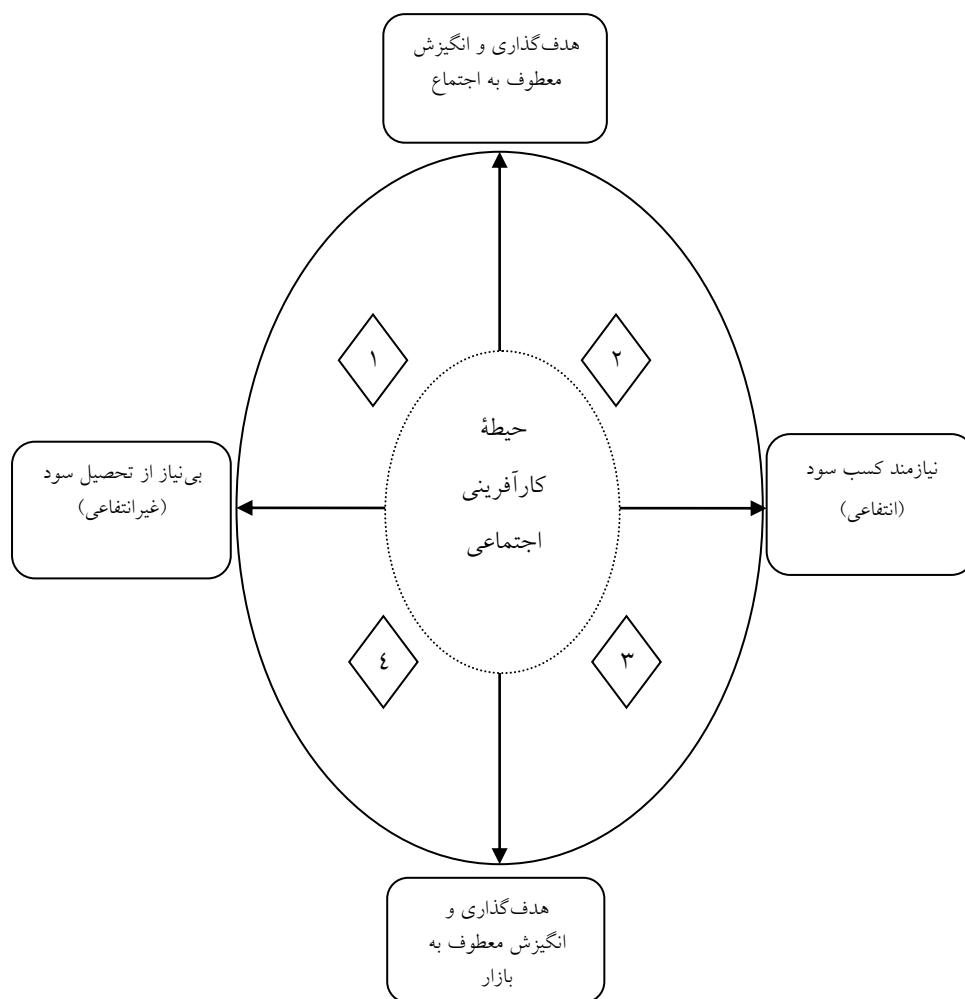 هدف‌گذاری و انگیزش
معطوف به اجتماع
۱
۲
حیطۀ
کارآفرینی
اجتماعی
نیازمند کسب سود
(انتفاعی)
بی‌نیاز از تحصیل سود
(غیرانتفاعی)
۳
٤
هدف‌گذاری و
انگیزش معطوف به
بازار